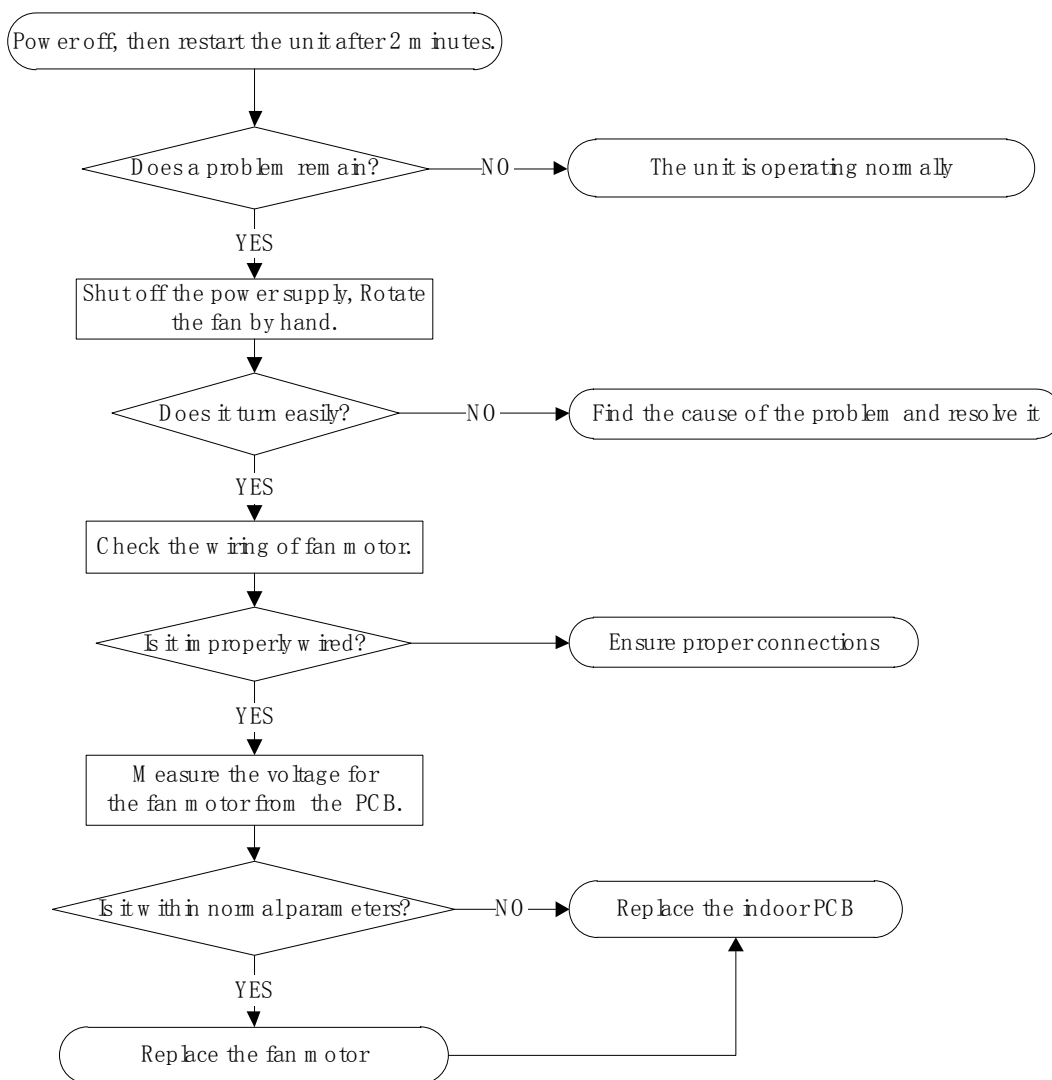 Power off, then restart the unit after 2 minutes.
Does a problem remain?
NO
The unit is operating normally
YES
Shut off the power supply, Rotate
the fan by hand.
Does it turn easily?
NO
Find the cause of the problem and resolve it
YES
Check the wiring of fan motor.
Is it improperly wired?
Ensure proper connections
YES
Measure the voltage for
the fan motor from the PCB.
Is it within normal parameters?
NO
Replace the indoor PCB
YES
Replace the fan motor